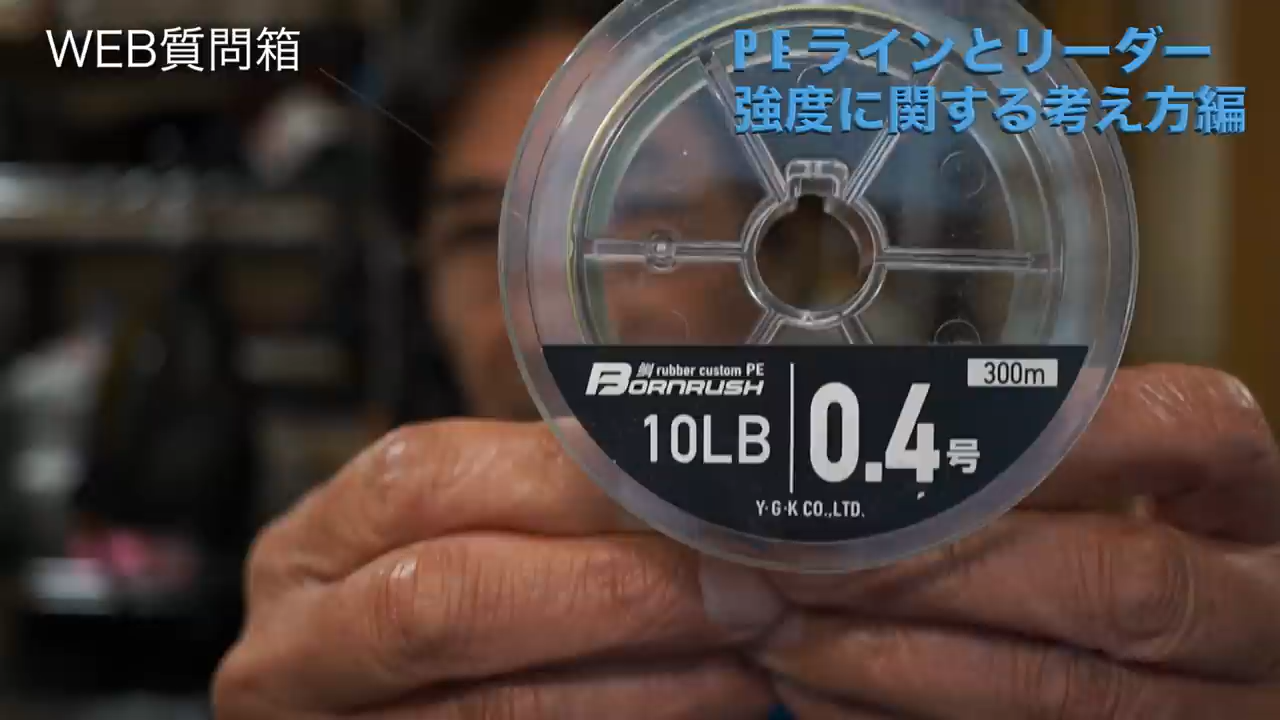 WEB質問箱
PEラインとリーダー
強度に関する考え方編
鯛 rubber custom PE
BORNRUSH
10LB
0.4号
300m
Y·G·K CO.,LTD.